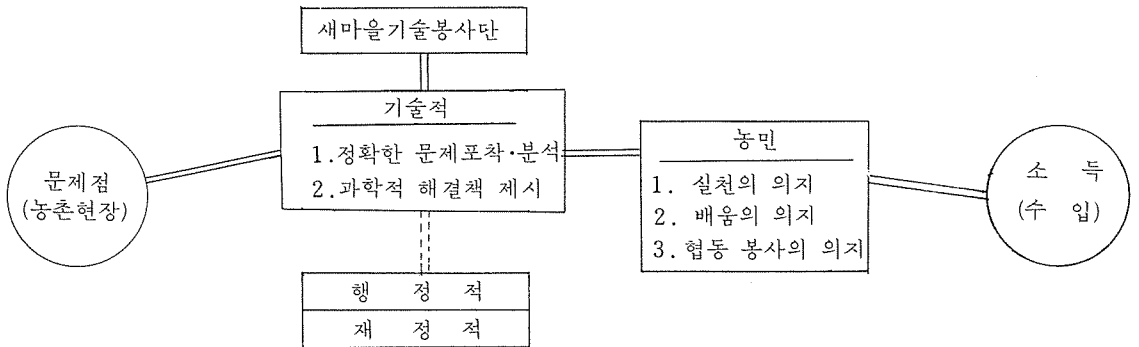 새마을기술봉사단
기술적
1.정확한 문제포착·분석
2.과학적 해결책 제시
문제점
(농촌현장)
농민
1. 실천의 의지
2. 배움의 의지
3.협동 봉사의 의지
소 득
(수 입)
행 정 적
재 정 적